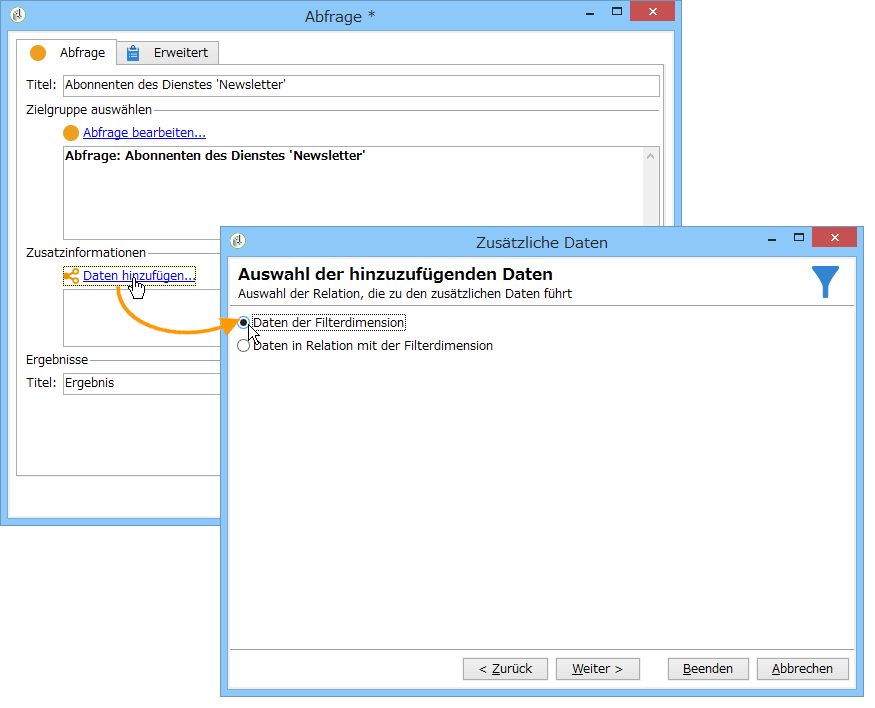 Abfrage *
Abfrage
Erweitert
Titel: Abonnenten des Dienstes 'Newsletter'
Zielgruppe auswählen
Abfrage bearbeiten...
Abfrage: Abonnenten des Dienstes 'Newsletter'
Zusatzinformationen
Daten hinzufügen...
Ergebnisse
Titel: Ergebnis
Zusätzliche Daten
Auswahl der hinzuzufügenden Daten
Auswahl der Relation, die zu den zusätzlichen Daten führt
Daten der Filterdimension
Daten in Relation mit der Filterdimension
< Zurück
Weiter >
Beenden
Abbrechen